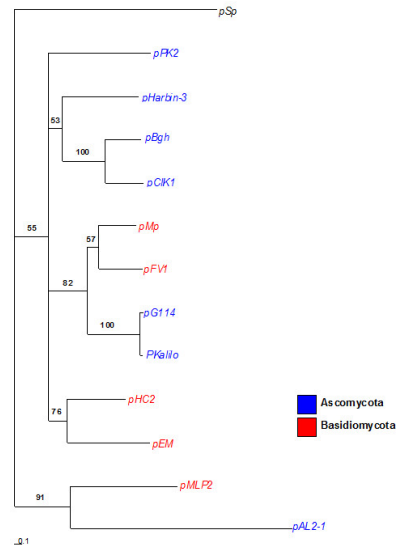 pSp
pPK2
pHarbin-3
53
pBgh
100
pClK1
pMp
57
55
pFV1
82
pG114
100
PKalilo
pHC2
Ascomycota
76
Basidiomycota
pEM
pMLP2
91
pAL2-1
0.1